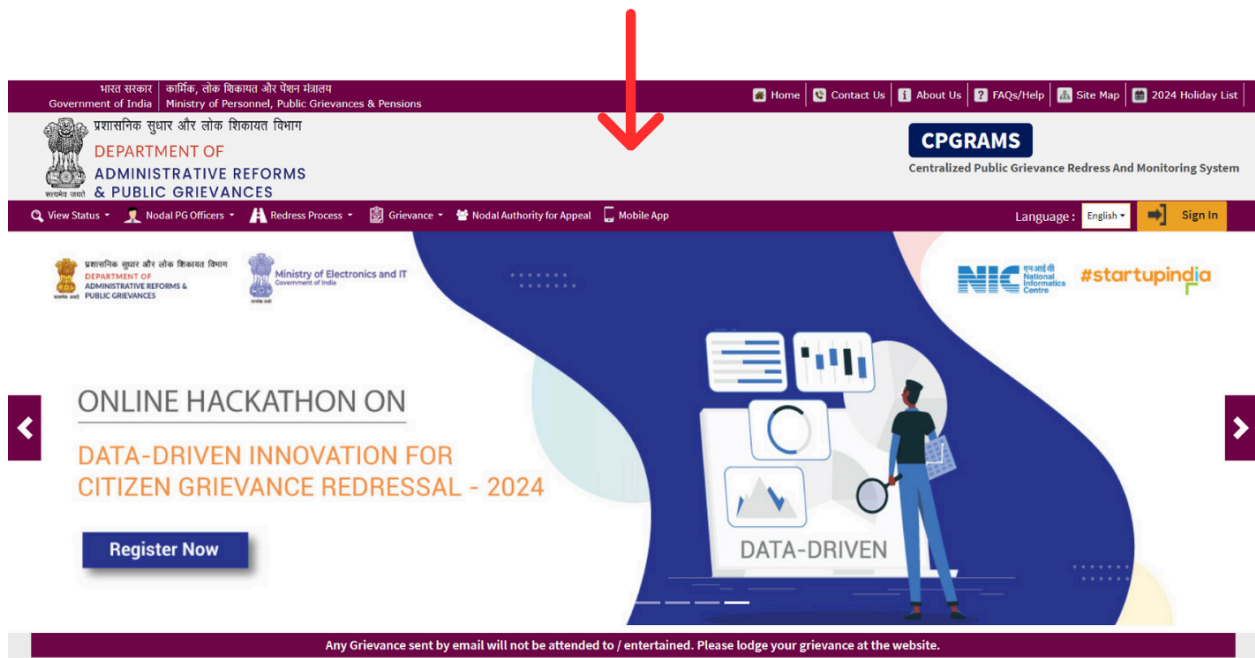 भारत सरकार
Government of India
कार्मिक, लोक शिकायत और पेंशन मंत्रालय
Ministry of Personnel, Public Grievances & Pensions
Home
Contact Us
About Us
FAQs/Help
Site Map
2024 Holiday List
प्रशासनिक सुधार और लोक शिकायत विभाग
DEPARTMENT OF
ADMINISTRATIVE REFORMS
& PUBLIC GRIEVANCES
सत्यमेव जयते
CPGRAMS
Centralized Public Grievance Redress And Monitoring System
View Status
Nodal PG Officers
Redress Process
Grievance
Nodal Authority for Appeal
Mobile App
Language :
English
Sign In
प्रशासनिक सुधार और लोक शिकायत विभाग
DEPARTMENT OF
ADMINISTRATIVE REFORMS &
PUBLIC GRIEVANCES
Ministry of Electronics and IT
Government of India
NIC
एन आई सी
National
Informatics
Centre
#startupindia
ONLINE HACKATHON ON
DATA-DRIVEN INNOVATION FOR
CITIZEN GRIEVANCE REDRESSAL - 2024
Register Now
DATA-DRIVEN
Any Grievance sent by email will not be attended to / entertained. Please lodge your grievance at the website.